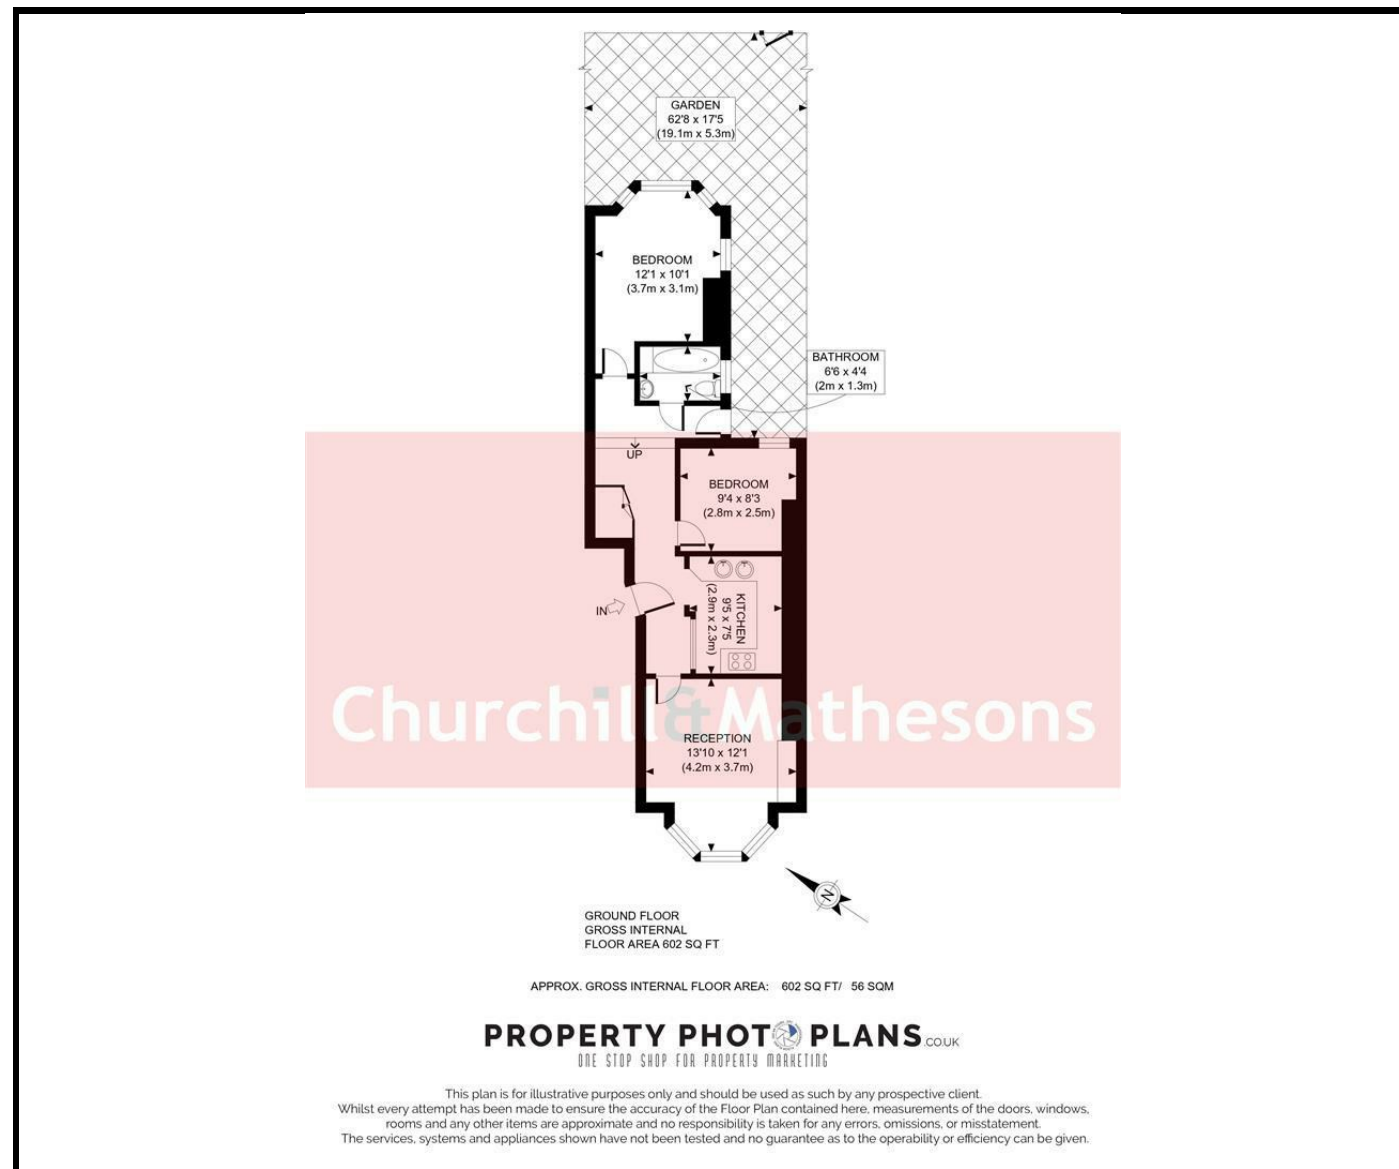 GARDEN
62'8 x 17'5
(19.1m x 5.3m)
BEDROOM
12'1 x 10'1
(3.7m x 3.1m)
BATHROOM
6'6 x 4'4
(2m x 1.3m)
UP
BEDROOM
9'4 x 8'3
(2.8m x 2.5m)
IN
KITCHEN
9'5 x 7'5
(2.9m x 2.3m)
Churchill & Mathesons
RECEPTION
13'10 x 12'1
(4.2m x 3.7m)
N
GROUND FLOOR
GROSS INTERNAL
FLOOR AREA 602 SQ FT
APPROX. GROSS INTERNAL FLOOR AREA: 602 SQ FT/ 56 SQM
PROPERTY PHOTO PLANS.CO.UK
ONE STOP SHOP FOR PROPERTY MARKETING
This plan is for illustrative purposes only and should be used as such by any prospective client.
Whilst every attempt has been made to ensure the accuracy of the Floor Plan contained here, measurements of the doors, windows,
rooms and any other items are approximate and no responsibility is taken for any errors, omissions, or misstatement.
The services, systems and appliances shown have not been tested and no guarantee as to the operability or efficiency can be given.